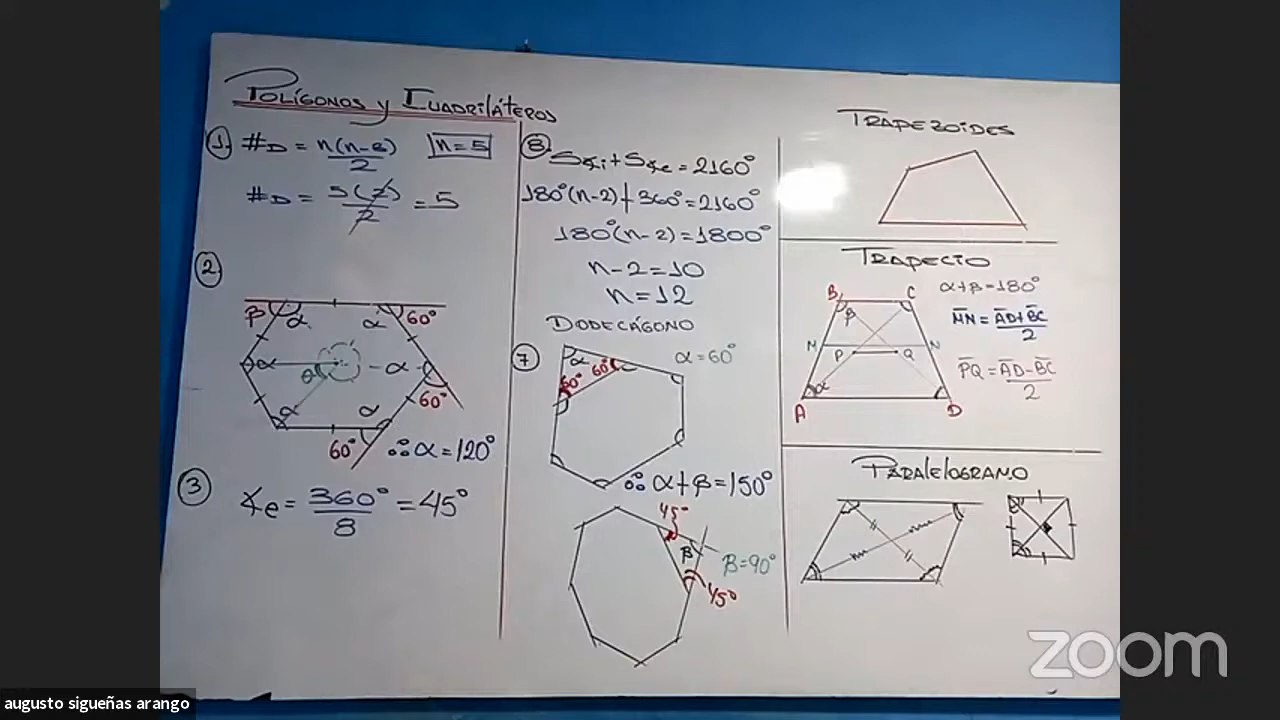 POLÍGONOS y CUADRILÁTEROS
1. #D = n(n-3)/2 n=5
#D = 5(2)/2 = 5
2
β α α 60°
α θ α 60°
α α 60°
∴ α = 120°
3 ∢e = 360°/8 = 45°
8 S∢i + S∢e = 2160°
180°(n-2) + 360° = 2160°
180°(n-2) = 1800°
n-2 = 10
n = 12
DODECÁGONO
7 α α = 60°
60° 60°
∴ α+β = 150°
45°
β β = 90°
45°
TRAPEZOIDES
TRAPECIO
B C α+β = 180°
β
M N MN = AD+BC/2
P Q PQ = AD-BC/2
α
A D
PARALELOGRAMO
zoom
augusto sigueñas arango